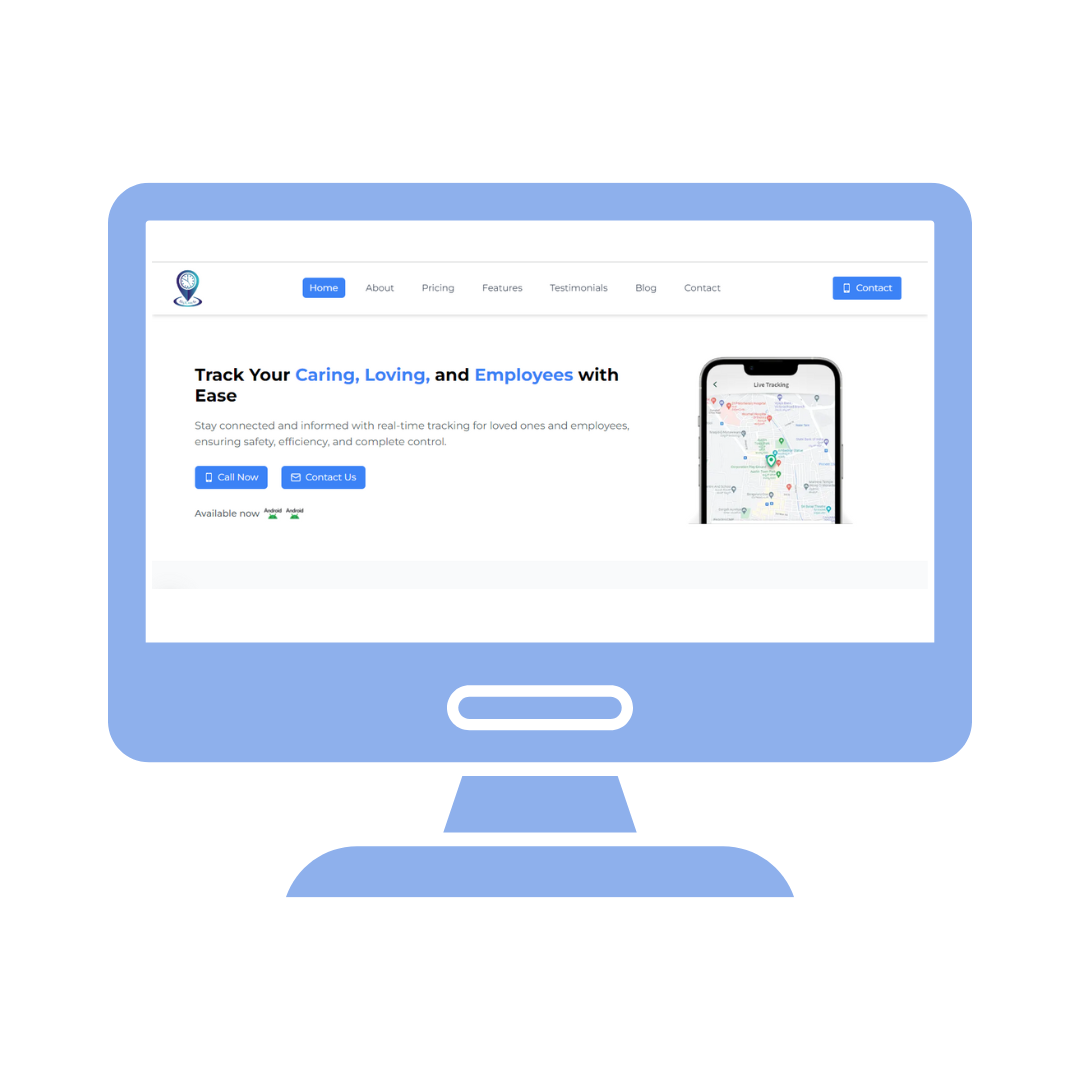 Home
About
Pricing
Features
Testimonials
Blog
Contact
Contact
Track Your Caring, Loving, and Employees with
Ease
Stay connected and informed with real-time tracking for loved ones and employees,
ensuring safety, efficiency, and complete control.
Call Now
Contact Us
Available now
Android
Android
Live Tracking